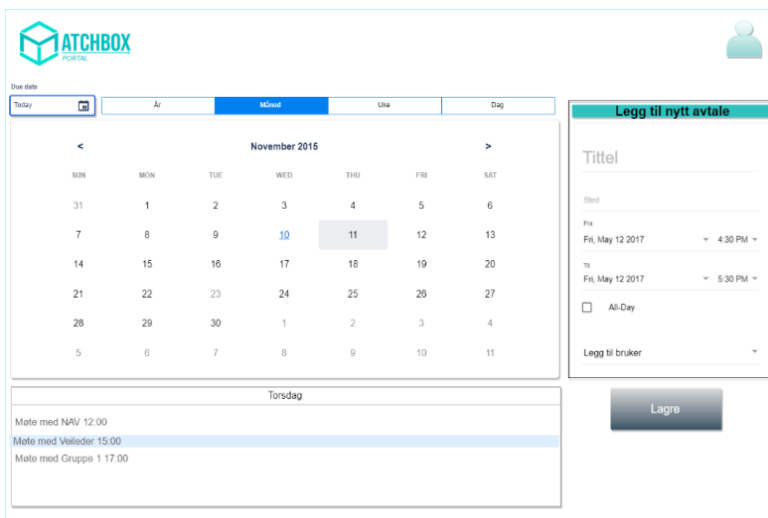 ATCHBOX
PORTAL
Due date
Today
År Måned Uke Dag
< November 2015 >
SUN MON TUE WED THU FRI SAT
31 1 2 3 4 5 6
7 8 9 10 11 12 13
14 15 16 17 18 19 20
21 22 23 24 25 26 27
28 29 30 1 2 3 4
5 6 7 8 9 10 11
Torsdag
Møte med NAV 12:00
Møte med Veileder 15:00
Møte med Gruppe 1 17:00
Legg til nytt avtale
Tittel
Sted
Fra
Fri, May 12 2017 4:30 PM
Til
Fri, May 12 2017 5:30 PM
All-Day
Legg til bruker
Lagre